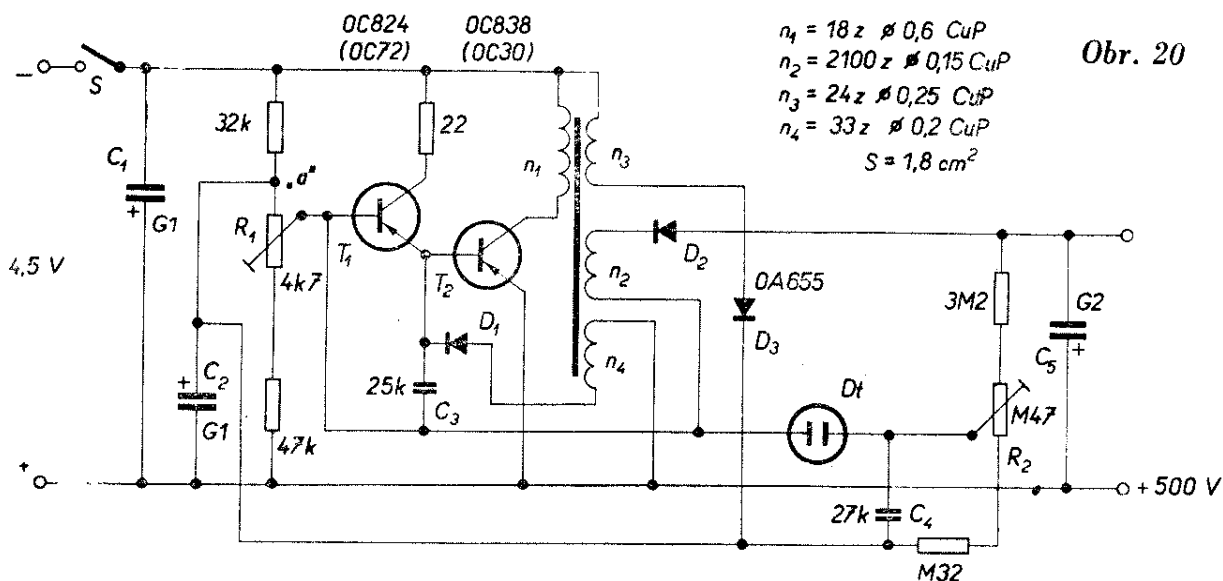 OC824
(OC72)
OC838
(OC30)
n₁ = 18 z ø 0,6 CuP
n₂ = 2100 z ø 0,15 CuP
n₃ = 24 z ø 0,25 CuP
n₄ = 33 z ø 0,2 CuP
S = 1,8 cm²
Obr. 20
–
S
32k
22
n₁
n₃
C₁
„a"
+
G1
R₁
T₁
4k7
4,5 V
T₂
n₂
D₂
OA655
3M2
G2
D₁
D₃
C₅
+
n₄
+
C₂
G1
25k
C₃
Dt
M47
R₂
47k
+
+ 500 V
27k
C₄
M32